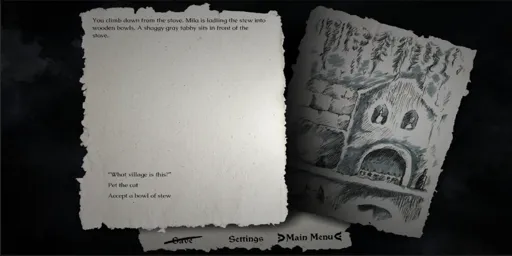 You climb down from the stove. Mila is ladling the stew into
wooden bowls. A shaggy gray tabby sits in front of the
stove.
"What village is this?"
Pet the cat
Accept a bowl of stew
Save
Settings
Main Menu